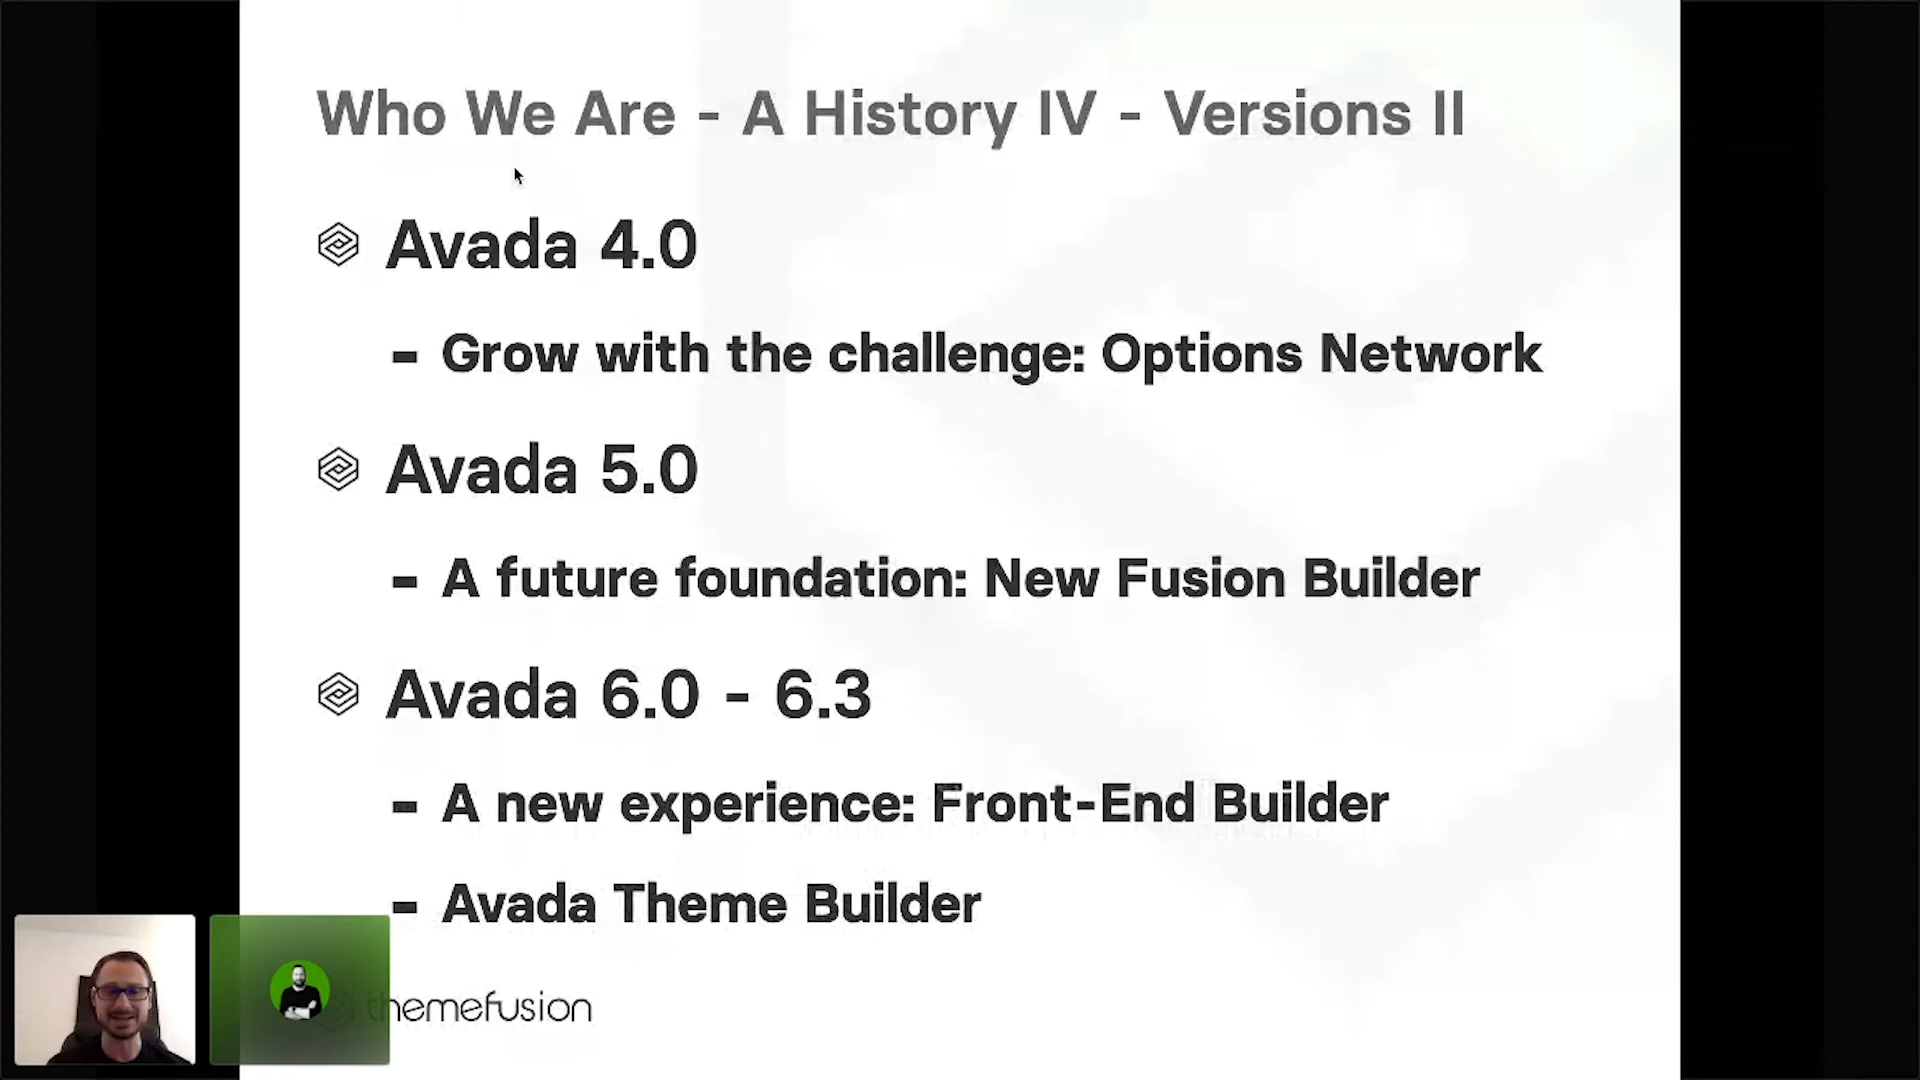 Who We Are - A History IV - Versions II
Avada 4.0
- Grow with the challenge: Options Network
Avada 5.0
- A future foundation: New Fusion Builder
Avada 6.0 - 6.3
- A new experience: Front-End Builder
- Avada Theme Builder
themefusion